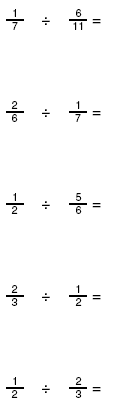 1/7 ÷ 6/11 =
2/6 ÷ 1/7 =
1/2 ÷ 5/6 =
2/3 ÷ 1/2 =
1/2 ÷ 2/3 =